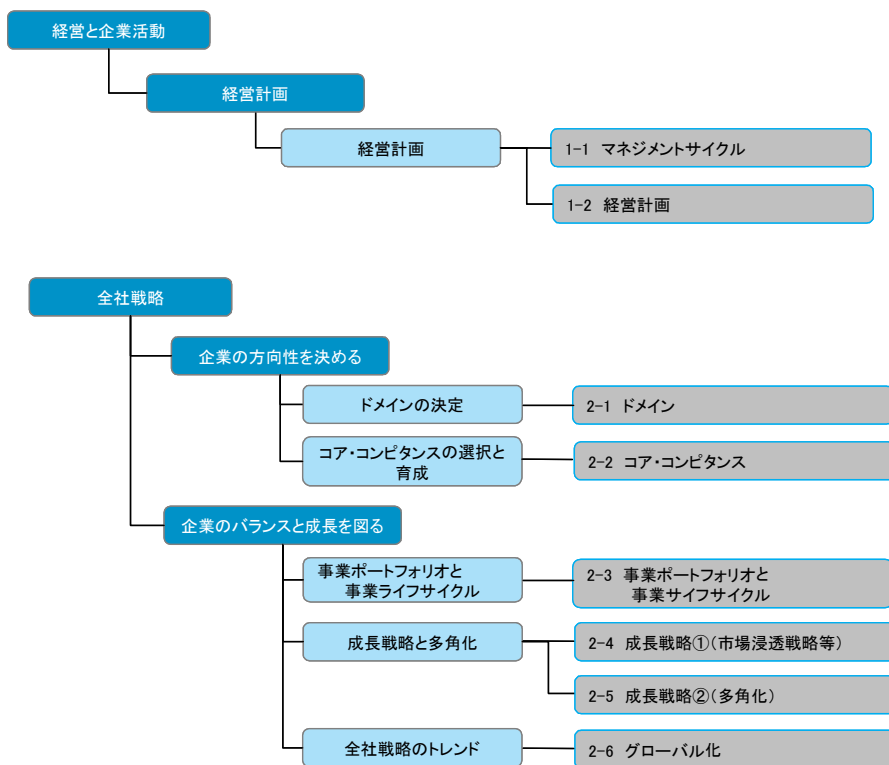 経営と企業活動
経営計画
経営計画
1-1 マネジメントサイクル
1-2 経営計画
全社戦略
企業の方向性を決める
ドメインの決定
2-1 ドメイン
コア・コンピタンスの選択と
育成
2-2 コア・コンピタンス
企業のバランスと成長を図る
事業ポートフォリオと
事業ライフサイクル
2-3 事業ポートフォリオと
事業サイフサイクル
成長戦略と多角化
2-4 成長戦略①(市場浸透戦略等)
2-5 成長戦略②(多角化)
全社戦略のトレンド
2-6 グローバル化